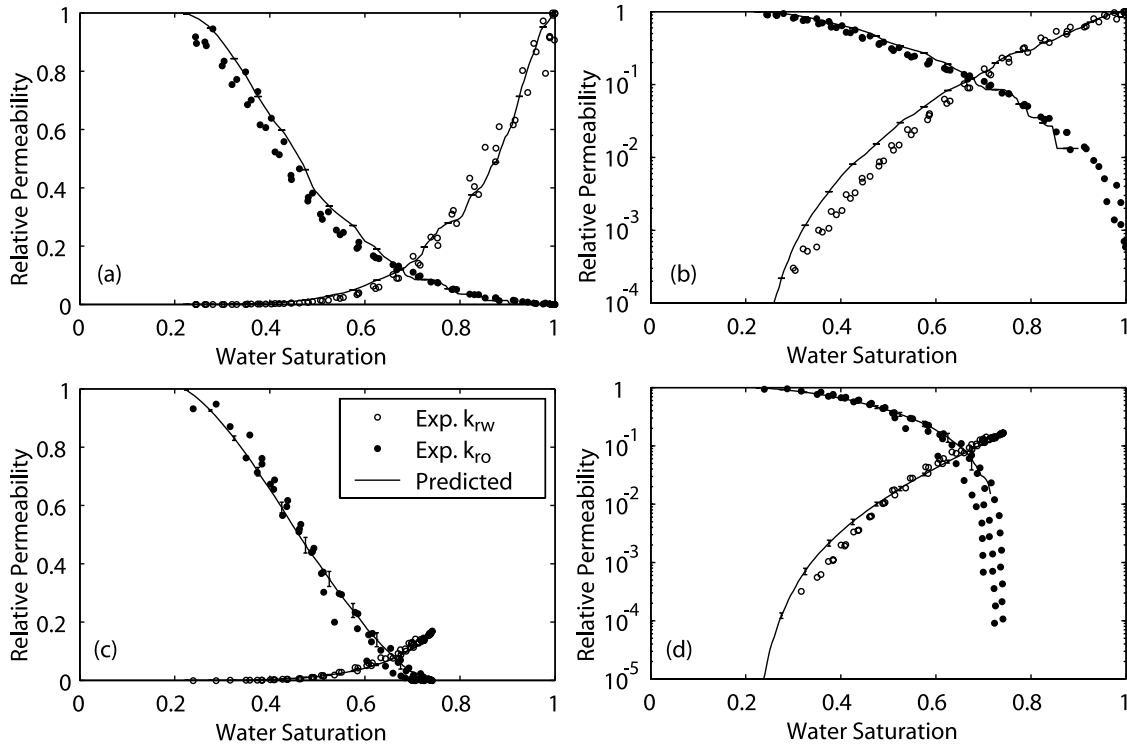 1
0.8
0.6
0.4
0.2
0
Relative Permeability
(a)
0 0.2 0.4 0.6 0.8 1
Water Saturation
1
10-1
10-2
10-3
10-4
Relative Permeability
(b)
0 0.2 0.4 0.6 0.8 1
Water Saturation
1
0.8
0.6
0.4
0.2
0
Relative Permeability
(c)
Exp. krw
Exp. kro
Predicted
0 0.2 0.4 0.6 0.8 1
Water Saturation
1
10-1
10-2
10-3
10-4
10-5
Relative Permeability
(d)
0 0.2 0.4 0.6 0.8 1
Water Saturation